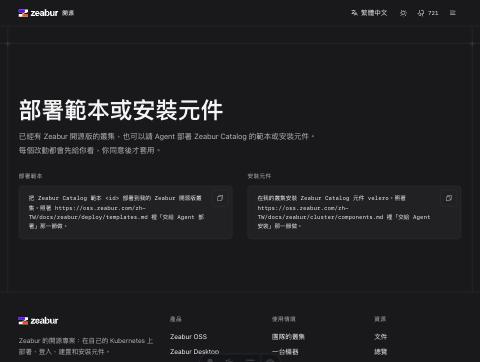 zeabur 開源
繁體中文
721
部署範本或安裝元件
已經有 Zeabur 開源版的叢集，也可以請 Agent 部署 Zeabur Catalog 的範本或安裝元件。
每個改動都會先給你看，你同意後才套用。
部署範本
把 Zeabur Catalog 範本 <id> 部署到我的 Zeabur 開源版叢
集。照著 https://oss.zeabur.com/zh-
TW/docs/zeabur/deploy/templates.md 裡「交給 Agent 部
署」那一節做。
安裝元件
在我的叢集安裝 Zeabur Catalog 元件 velero。照著
https://oss.zeabur.com/zh-
TW/docs/zeabur/cluster/components.md 裡「交給 Agent
安裝」那一節做。
zeabur
Zeabur 的開源專案：在自己的 Kubernetes 上
部署、登入、建置和安裝元件。
產品
Zeabur OSS
Zeabur Desktop
使用情境
團隊的叢集
一台機器
資源
文件
總覽